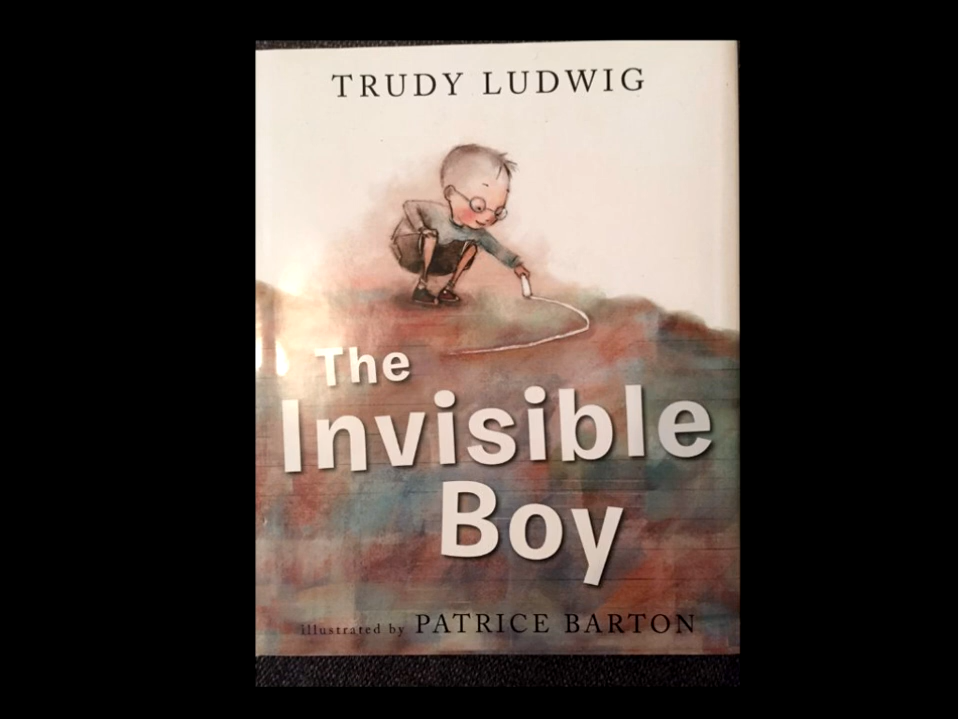 TRUDY LUDWIG
The
Invisible
Boy
illustrated by PATRICE BARTON